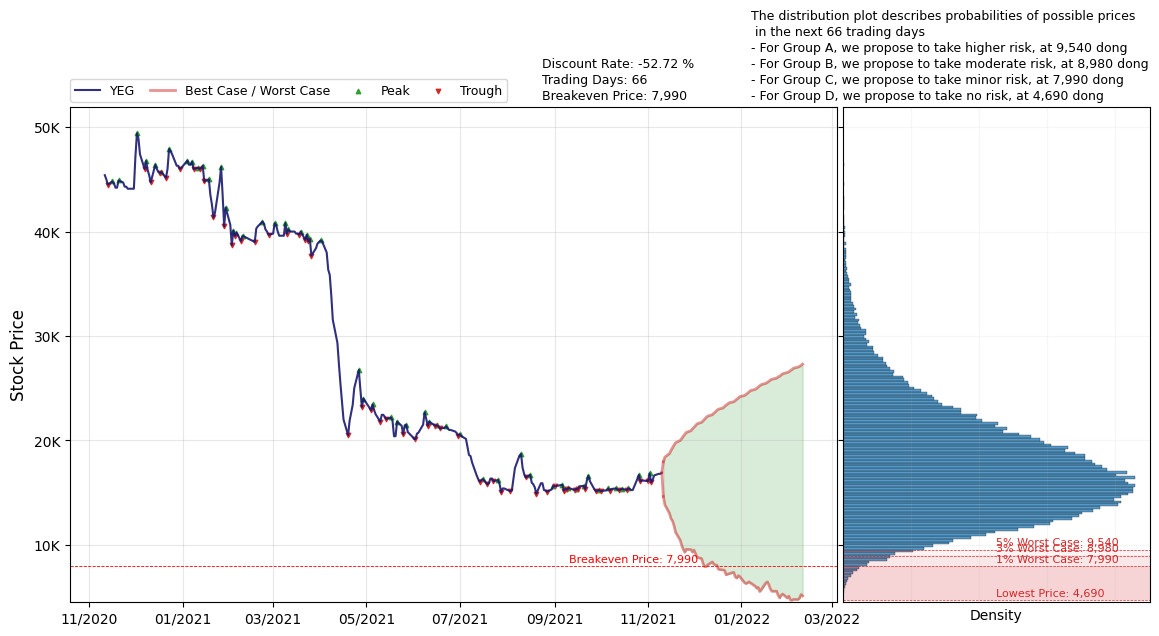 The distribution plot describes probabilities of possible prices
in the next 66 trading days
- For Group A, we propose to take higher risk, at 9,540 dong
- For Group B, we propose to take moderate risk, at 8,980 dong
- For Group C, we propose to take minor risk, at 7,990 dong
- For Group D, we propose to take no risk, at 4,690 dong
Discount Rate: -52.72 %
Trading Days: 66
Breakeven Price: 7,990
YEG
Best Case / Worst Case
Peak
Trough
Stock Price
50K
40K
30K
20K
10K
Breakeven Price: 7,990
11/2020
01/2021
03/2021
05/2021
07/2021
09/2021
11/2021
01/2022
03/2022
5% Worst Case: 9,540
3% Worst Case: 8,980
1% Worst Case: 7,990
Lowest Price: 4,690
Density